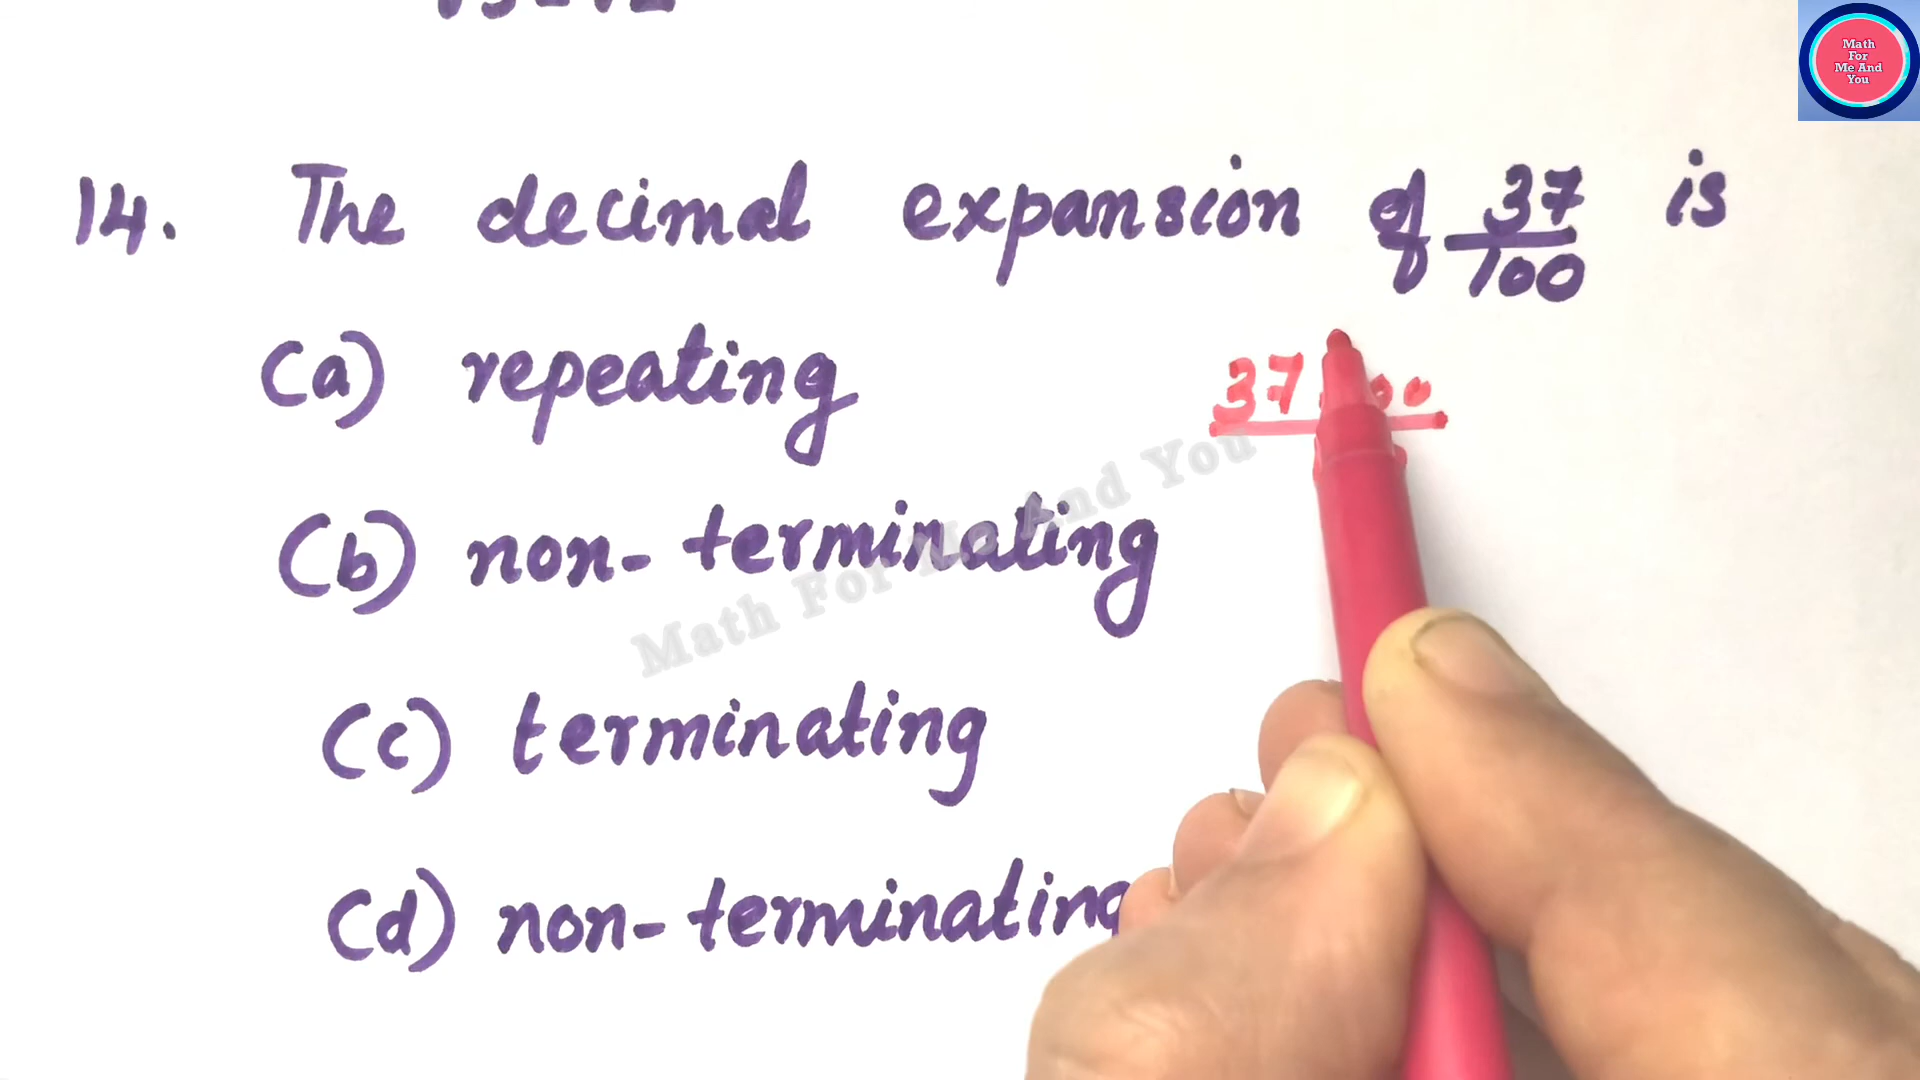 Math
For
Me And
You
14. The decimal expansion of 37/100 is
(a) repeating
37
00
(b) non-terminating
Math For Me And You
(c) terminating
(d) non-terminating